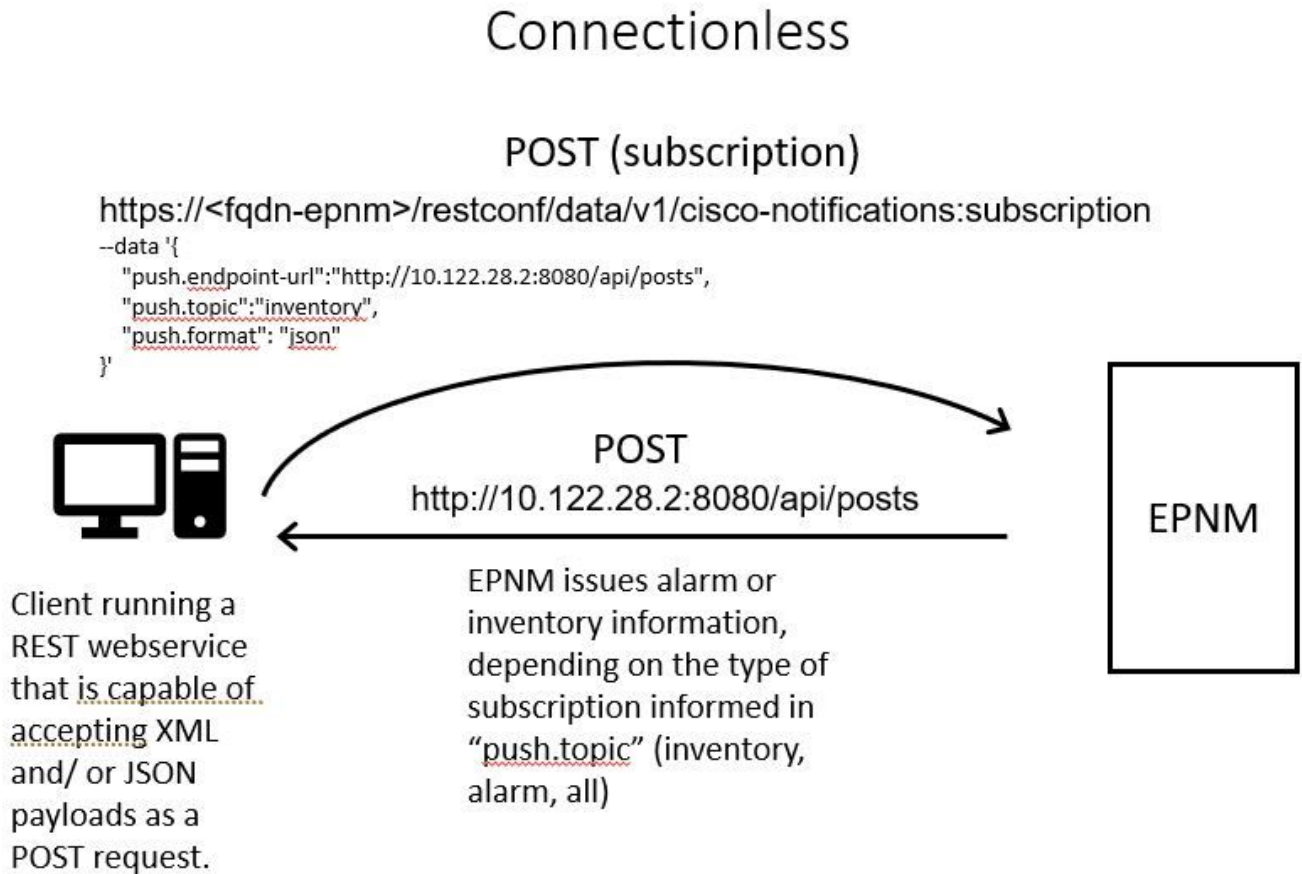 Connectionless
POST (subscription)
https://<fqdn-epnm>/restconf/data/v1/cisco-notifications:subscription
--data '{
"push.endpoint-url":"http://10.122.28.2:8080/api/posts",
"push.topic":"inventory",
"push.format": "json"
}'
POST
http://10.122.28.2:8080/api/posts
EPNM
Client running a
REST webservice
that is capable of
accepting XML
and/ or JSON
payloads as a
POST request.
EPNM issues alarm or
inventory information,
depending on the type of
subscription informed in
“push.topic” (inventory,
alarm, all)